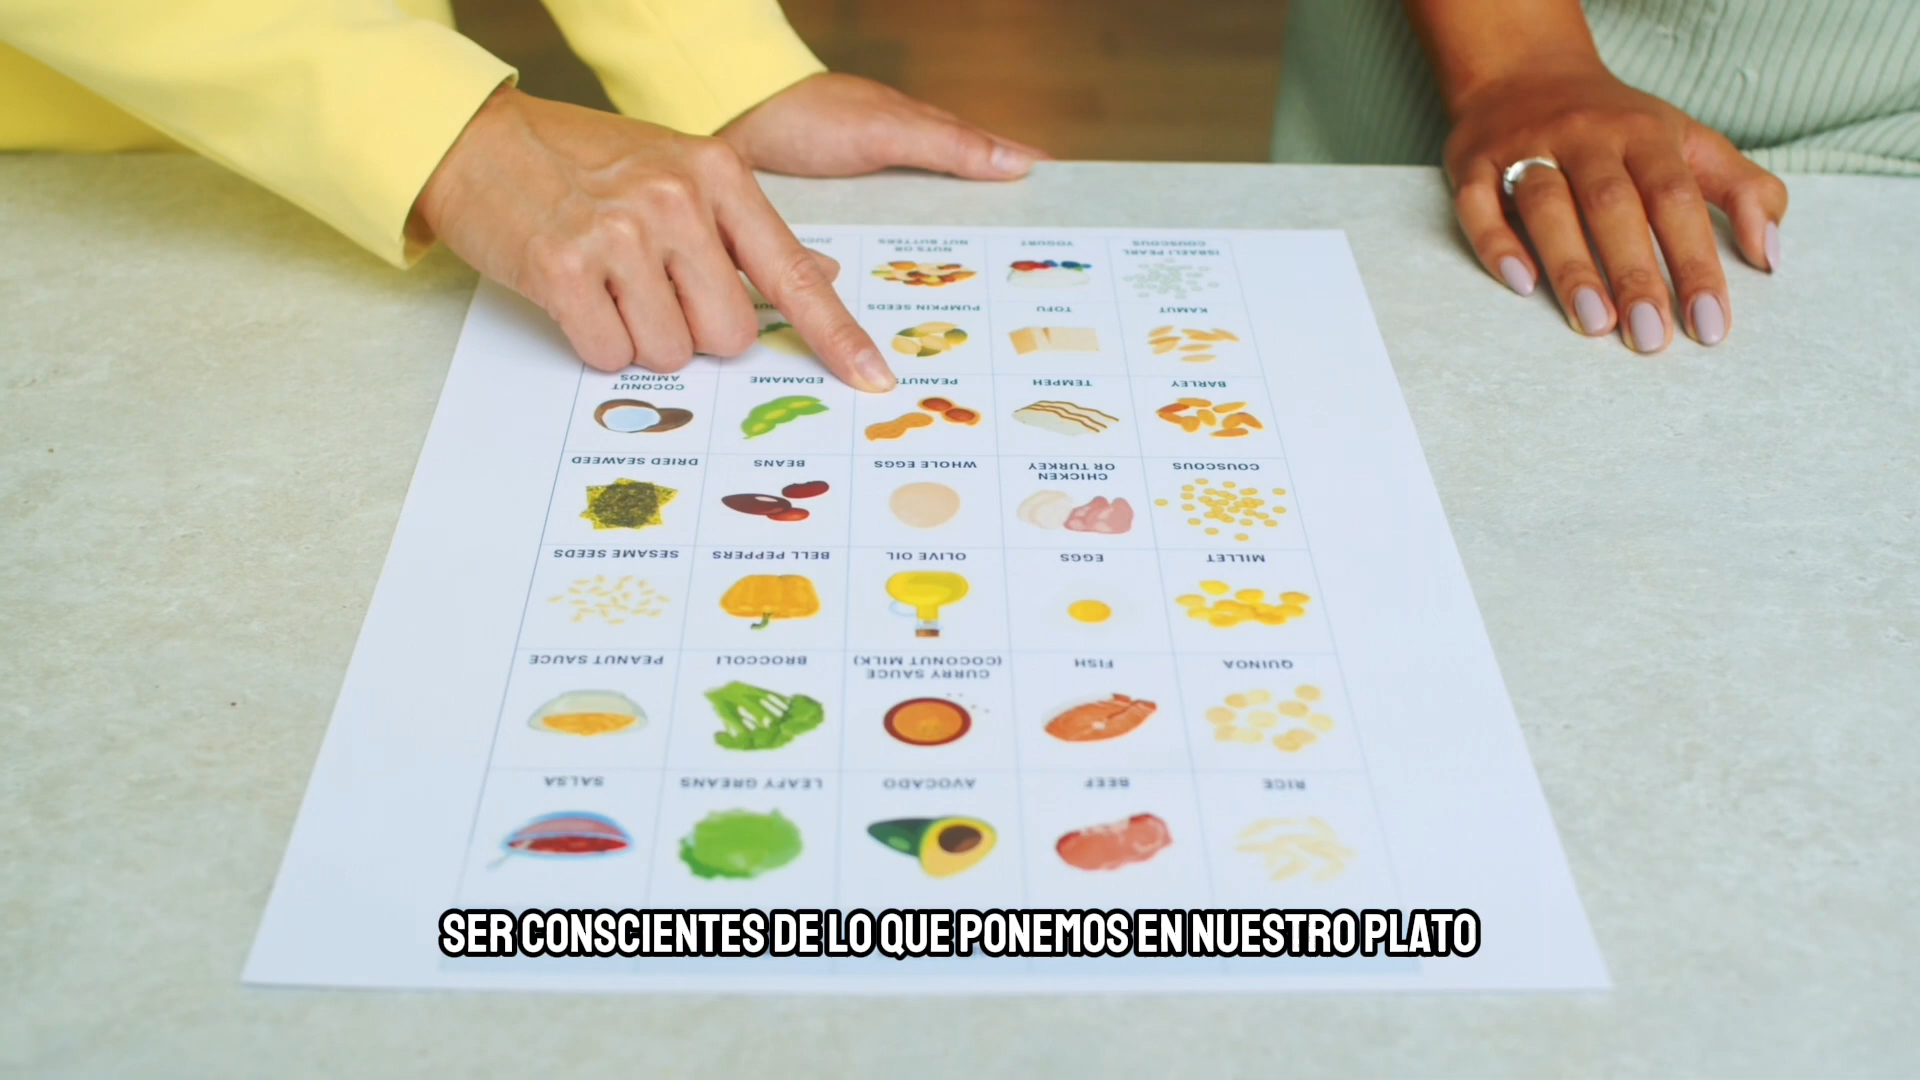 RICE
BEEF
AVOCADO
LEAFY GREANS
SALSA
QUINOA
FISH
CURRY SAUCE
(COCONUT MILK)
BROCCOLI
PEANUT SAUCE
MILLET
EGGS
OLIVE OIL
BELL PEPPERS
SESAME SEEDS
COUSCOUS
CHICKEN
OR TURKEY
WHOLE EGGS
BEANS
DRIED SEAWEED
BARLEY
TEMPEH
PEANUTS
EDAMAME
COCONUT
AMINOS
KAMUT
TOFU
PUMPKIN SEEDS
ISRAELI PEARL
COUSCOUS
YOGURT
NUTS OR
NUT BUTTERS
SER CONSCIENTES DE LO QUE PONEMOS EN NUESTRO PLATO